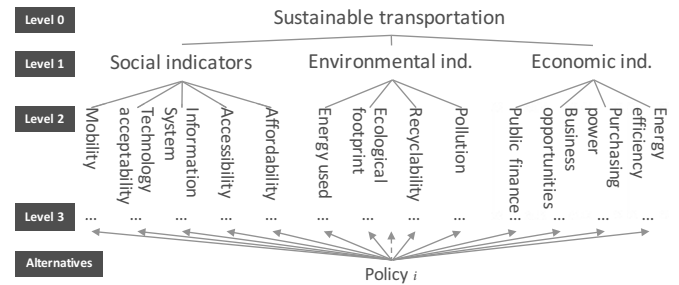 Level 0
Sustainable transportation
Level 1
Social indicators
Environmental ind.
Economic ind.
Level 2
Mobility
Technology
acceptability
Information
System
Accessibility
Affordability
Energy used
Ecological
footprint
Recyclability
Pollution
Public finance
Business
opportunities
Purchasing
power
Energy
efficiency
Level 3
... ... ... ... ... ... ... ... ... ... ... ... ...
Alternatives
Policy i